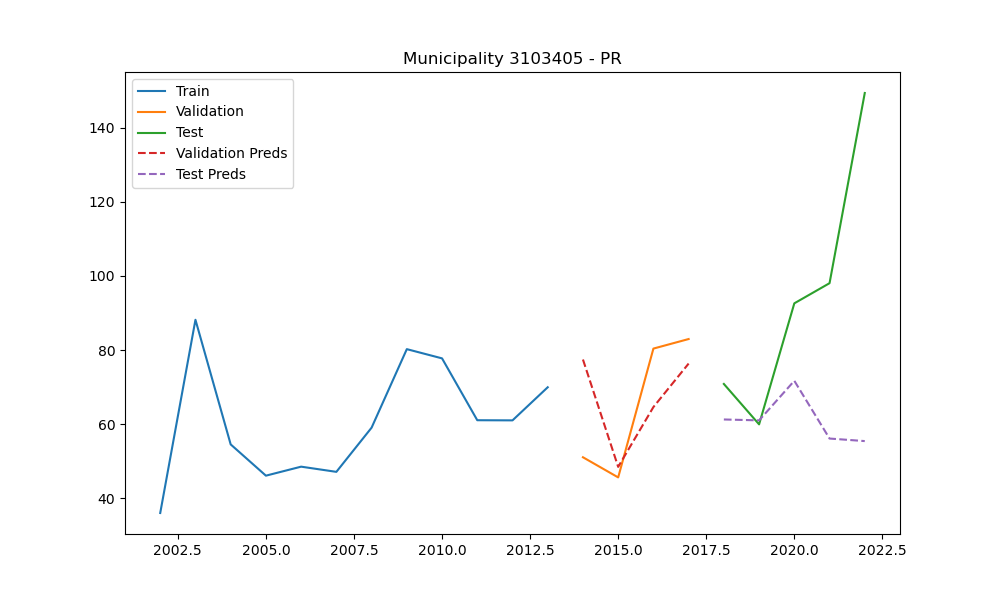 Municipality 3103405 - PR
Train
Validation
Test
Validation Preds
Test Preds
140
120
100
80
60
40
2002.5 2005.0 2007.5 2010.0 2012.5 2015.0 2017.5 2020.0 2022.5